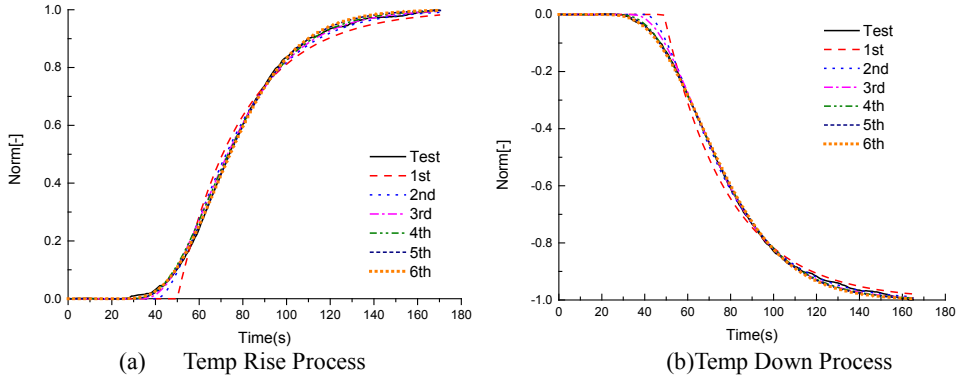 1.0
0.8
0.6
0.4
0.2
0.0
Norm[-]
0 20 40 60 80 100 120 140 160 180
Time(s)
Test
1st
2nd
3rd
4th
5th
6th
(a) Temp Rise Process
0.0
-0.2
-0.4
-0.6
-0.8
-1.0
Norm[-]
0 20 40 60 80 100 120 140 160 180
Time(s)
Test
1st
2nd
3rd
4th
5th
6th
(b)Temp Down Process